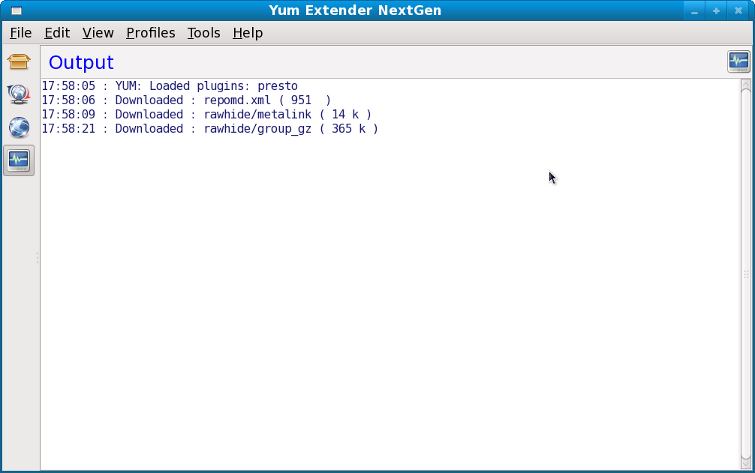 Yum Extender NextGen
File Edit View Profiles Tools Help
Output
17:58:05 : YUM: Loaded plugins: presto
17:58:06 : Downloaded : repomd.xml ( 951  )
17:58:09 : Downloaded : rawhide/metalink ( 14 k )
17:58:21 : Downloaded : rawhide/group_gz ( 365 k )